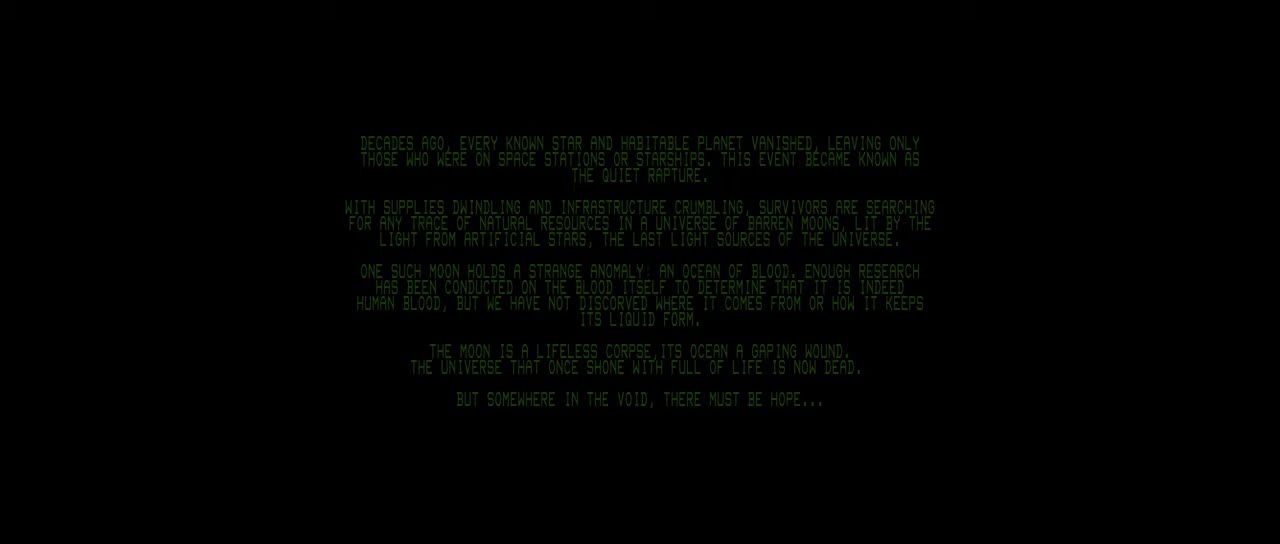 DECADES AGO, EVERY KNOWN STAR AND HABITABLE PLANET VANISHED, LEAVING ONLY
THOSE WHO WERE ON SPACE STATIONS OR STARSHIPS. THIS EVENT BECAME KNOWN AS
THE QUIET RAPTURE.
WITH SUPPLIES DWINDLING AND INFRASTRUCTURE CRUMBLING, SURVIVORS ARE SEARCHING
FOR ANY TRACE OF NATURAL RESOURCES IN A UNIVERSE OF BARREN MOONS, LIT BY THE
LIGHT FROM ARTIFICIAL STARS, THE LAST LIGHT SOURCES OF THE UNIVERSE.
ONE SUCH MOON HOLDS A STRANGE ANOMALY: AN OCEAN OF BLOOD. ENOUGH RESEARCH
HAS BEEN CONDUCTED ON THE BLOOD ITSELF TO DETERMINE THAT IT IS INDEED
HUMAN BLOOD, BUT WE HAVE NOT DISCORVED WHERE IT COMES FROM OR HOW IT KEEPS
ITS LIQUID FORM.
THE MOON IS A LIFELESS CORPSE,ITS OCEAN A GAPING WOUND.
THE UNIVERSE THAT ONCE SHONE WITH FULL OF LIFE IS NOW DEAD.
BUT SOMEWHERE IN THE VOID, THERE MUST BE HOPE...